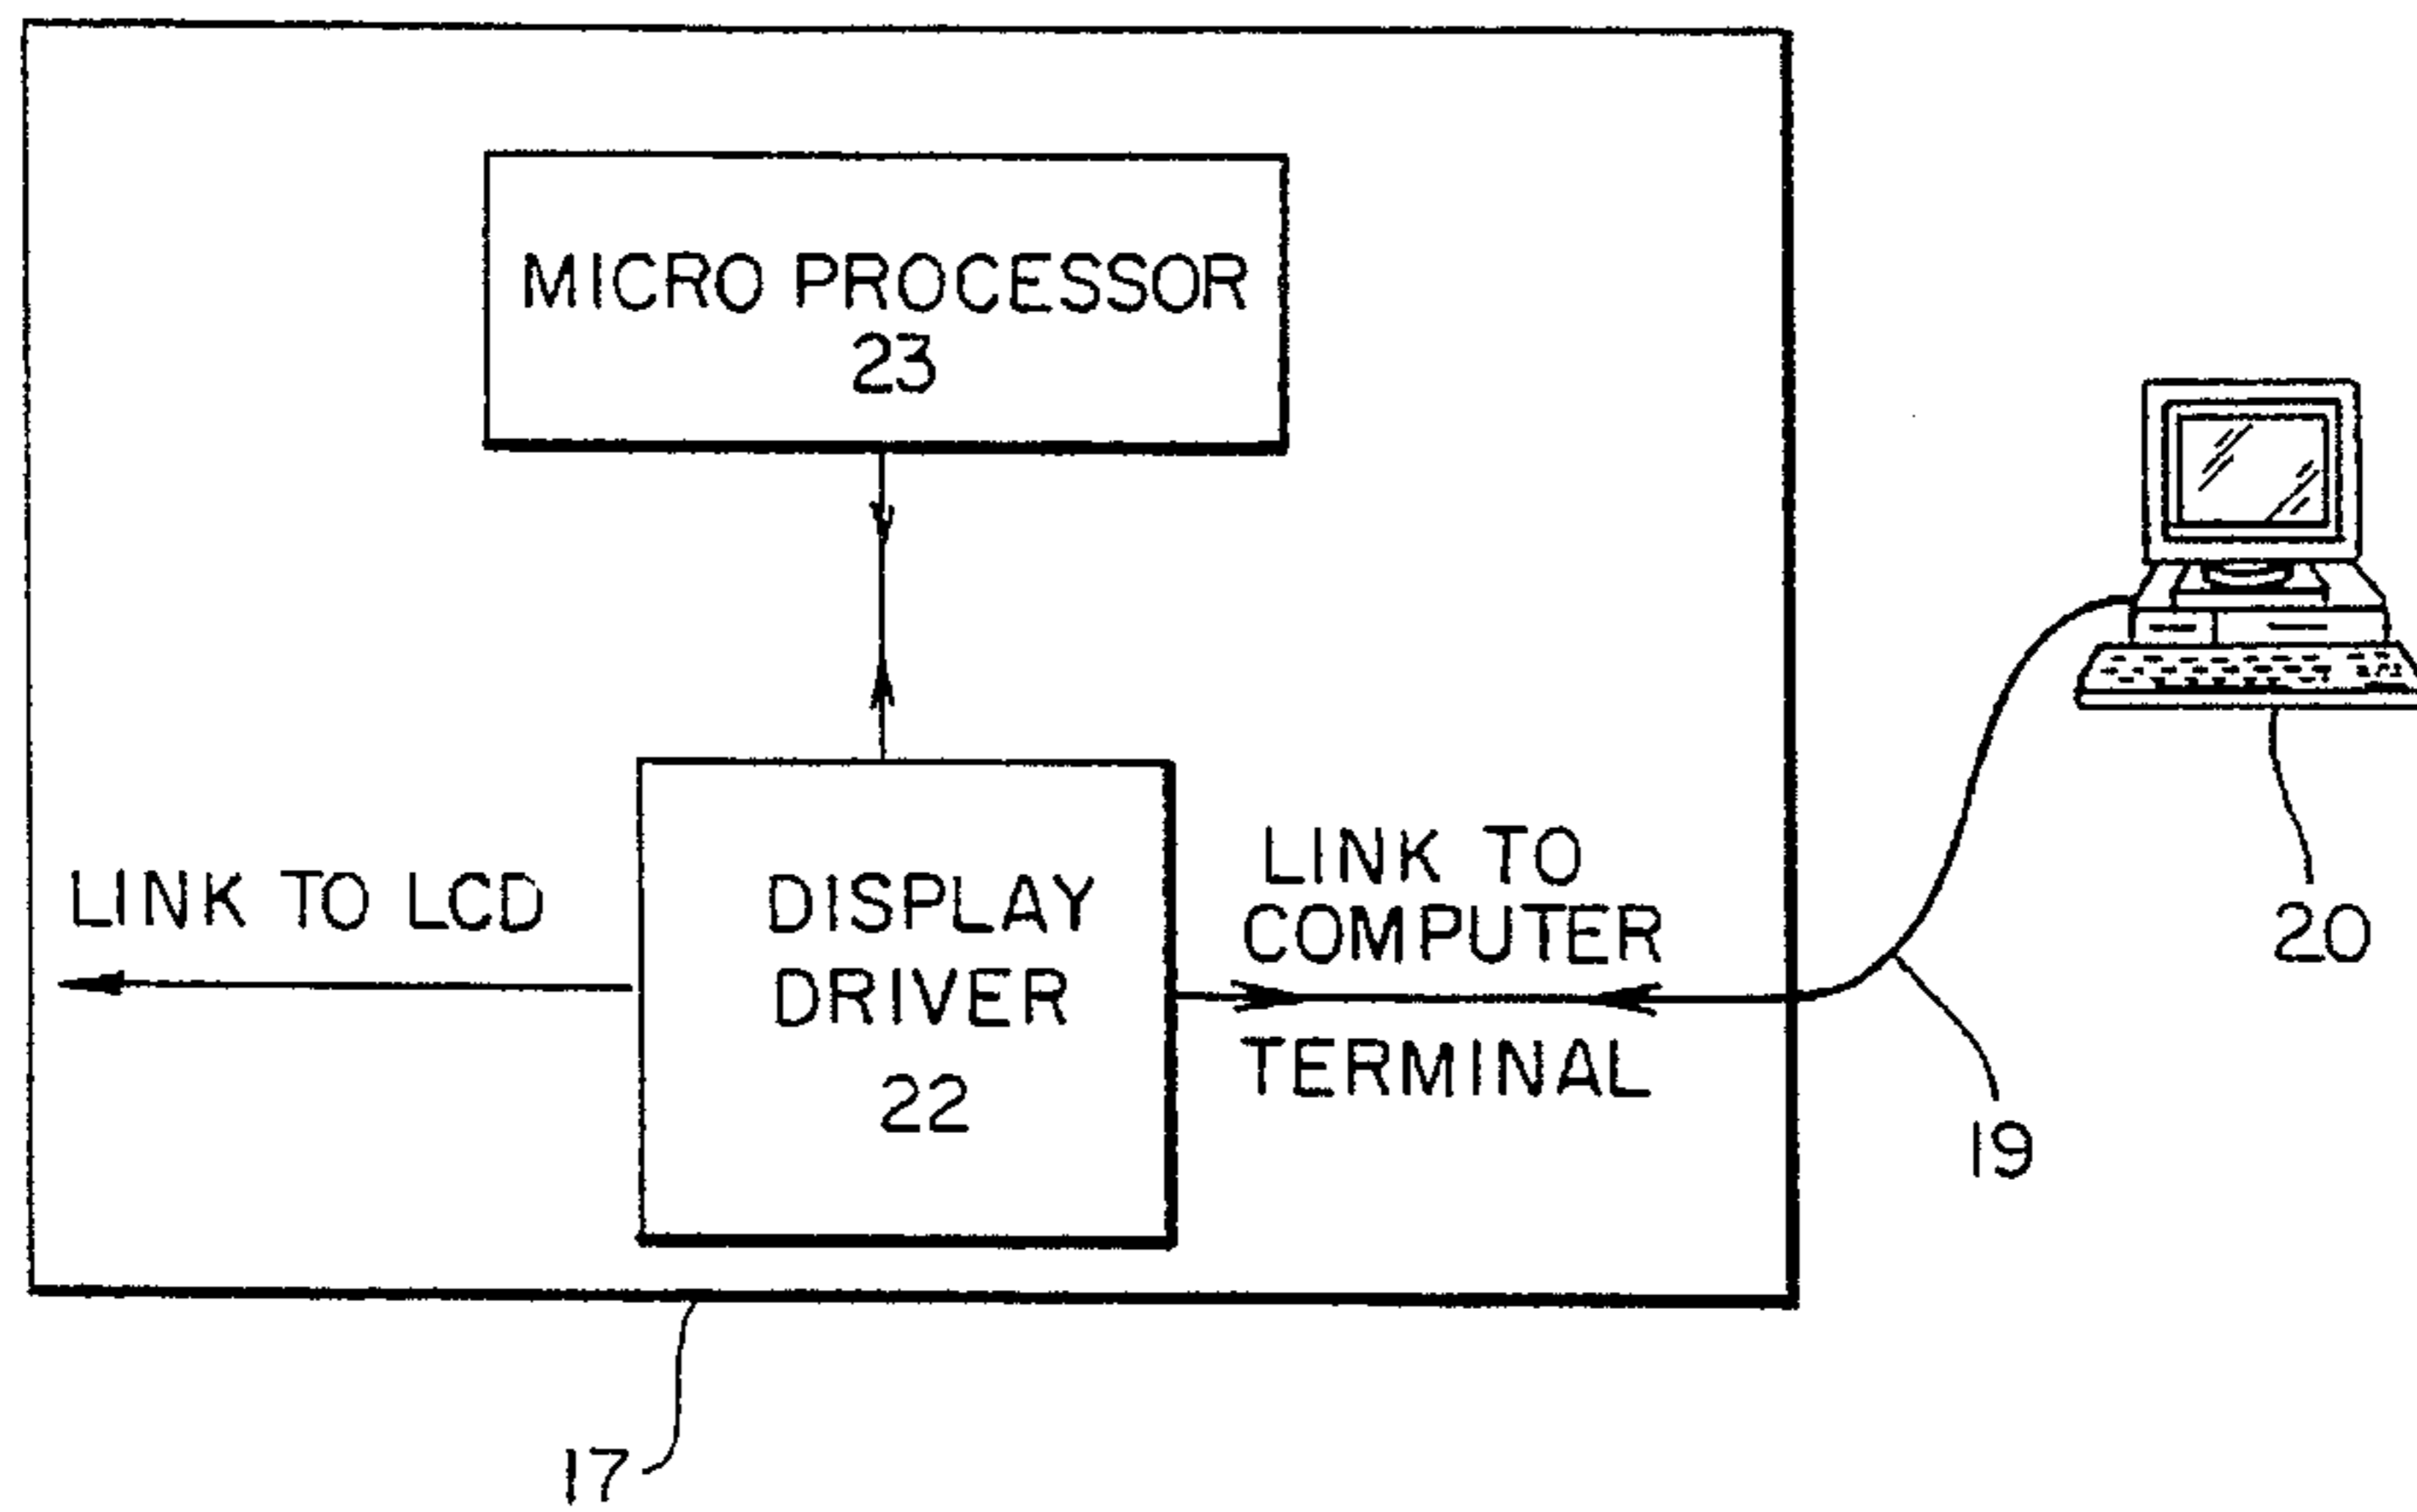 MICRO PROCESSOR
23
LINK TO LCD
DISPLAY
DRIVER
22
LINK TO
COMPUTER
TERMINAL
20
19
17